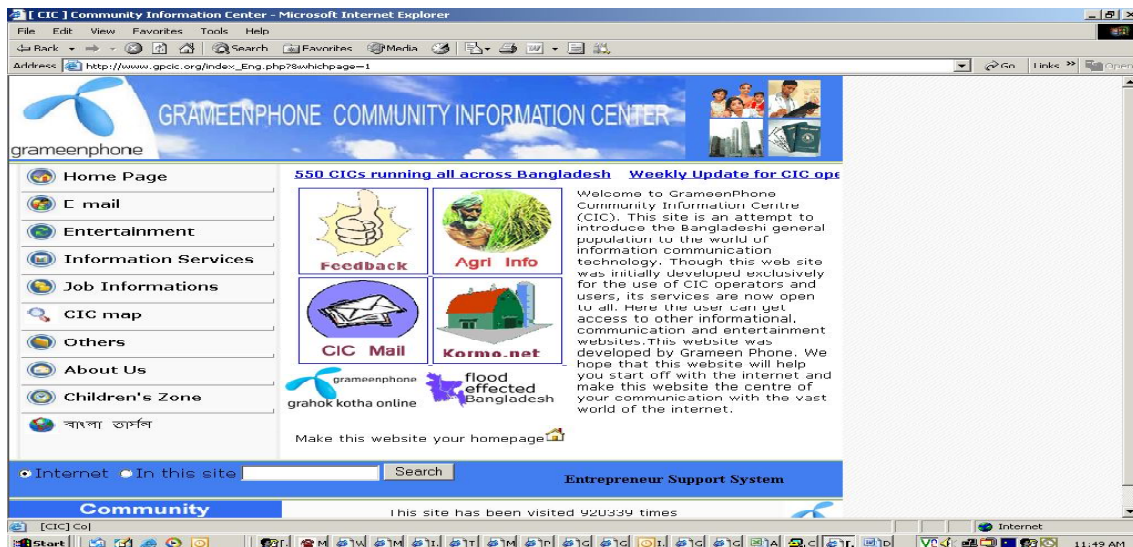 [ CIC ] Community Information Center - Microsoft Internet Explorer
File Edit View Favorites Tools Help
Back Search Favorites Media
Address http://www.gpcic.org/index_Eng.php?&whichpage=1 Go Links Open
GRAMEENPHONE COMMUNITY INFORMATION CENTER
grameenphone
Home Page
E mail
Entertainment
Information Services
Job Informations
CIC map
Others
About Us
Children's Zone
বাংলা
550 CICs running all across Bangladesh Weekly Update for CIC ope
Feedback
Agri Info
CIC Mail
Kormo.net
grameenphone
grahok kotha online
flood
effected
Bangladesh
Make this website your homepage
Welcome to GrameenPhone
Community Information Centre
(CIC). This site is an attempt to
introduce the Bangladeshi general
population to the world of
information communication
technology. Though this web site
was initially developed exclusively
for the use of CIC operators and
users, its services are now open
to all. Here the user can get
access to other informational,
communication and entertainment
websites.This website was
developed by Grameen Phone. We
hope that this website will help
you start off with the internet and
make this website the centre of
your communication with the vast
world of the internet.
Internet In this site Search
Entrepreneur Support System
Community
This site has been visited 920339 times
[CIC] Co
Internet
Start
11:49 AM